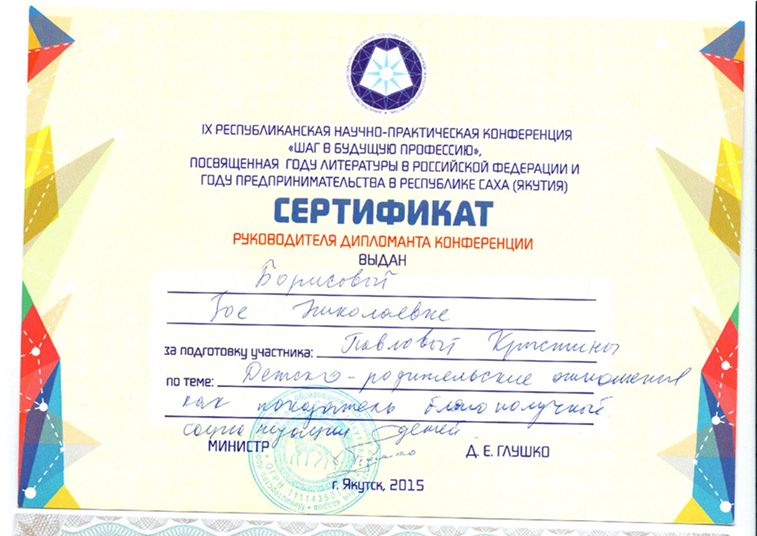 IX РЕСПУБЛИКАНСКАЯ НАУЧНО-ПРАКТИЧЕСКАЯ КОНФЕРЕНЦИЯ
«ШАГ В БУДУЩУЮ ПРОФЕССИЮ»,
ПОСВЯЩЕННАЯ ГОДУ ЛИТЕРАТУРЫ В РОССИЙСКОЙ ФЕДЕРАЦИИ И
ГОДУ ПРЕДПРИНИМАТЕЛЬСТВА В РЕСПУБЛИКЕ САХА (ЯКУТИЯ)
СЕРТИФИКАТ
РУКОВОДИТЕЛЯ ДИПЛОМАНТА КОНФЕРЕНЦИИ
ВЫДАН
Борисовой
Зое Николаевне
за подготовку участника: Павловой Кристины
по теме: Детско-родительские отношения
как показатель благополучной
социализации детей
МИНИСТР Д. Е. ГЛУШКО
г. Якутск, 2015